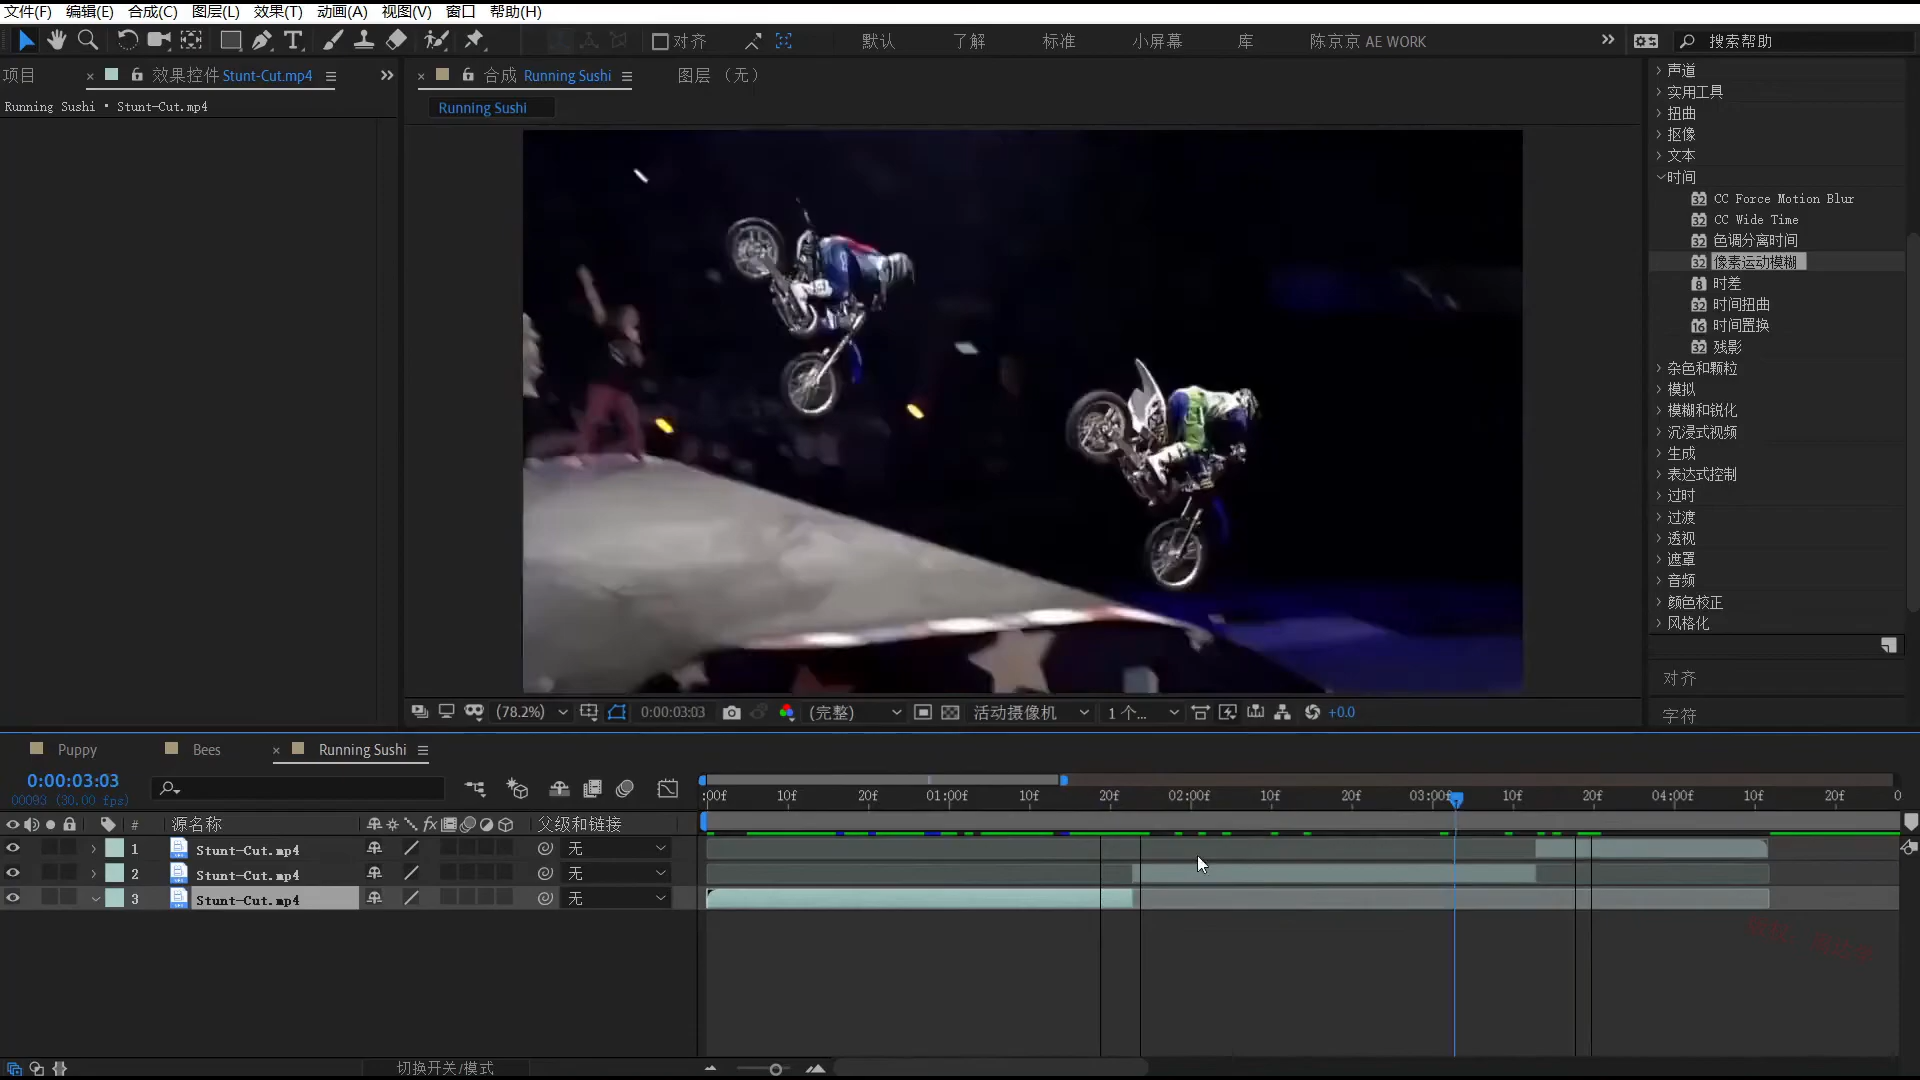 文件(F) 编辑(E) 合成(C) 图层(L) 效果(T) 动画(A) 视图(V) 窗口 帮助(H)
对齐 默认 了解 标准 小屏幕 库 陈京京 AE WORK 搜索帮助
项目 效果控件 Stunt-Cut.mp4
合成 Running Sushi 图层 (无)
Running Sushi • Stunt-Cut.mp4
Running Sushi
声道
实用工具
扭曲
抠像
文本
时间
32 CC Force Motion Blur
32 CC Wide Time
32 色调分离时间
32 像素运动模糊
8 时差
32 时间扭曲
16 时间置换
32 残影
杂色和颗粒
模拟
模糊和锐化
沉浸式视频
生成
表达式控制
过时
过渡
透视
遮罩
音频
颜色校正
风格化
对齐
字符
(78.2%) 0:00:03:03 (完整) 活动摄像机 1 个... +0.0
Puppy Bees Running Sushi
0:00:03:03
00093 (30.00 fps)
:00f 10f 20f 01:00f 10f 20f 02:00f 10f 20f 03:00f 10f 20f 04:00f 10f 20f 0
# 源名称 fx 父级和链接
1 Stunt-Cut.mp4 无
2 Stunt-Cut.mp4 无
3 Stunt-Cut.mp4 无
切换开关/模式